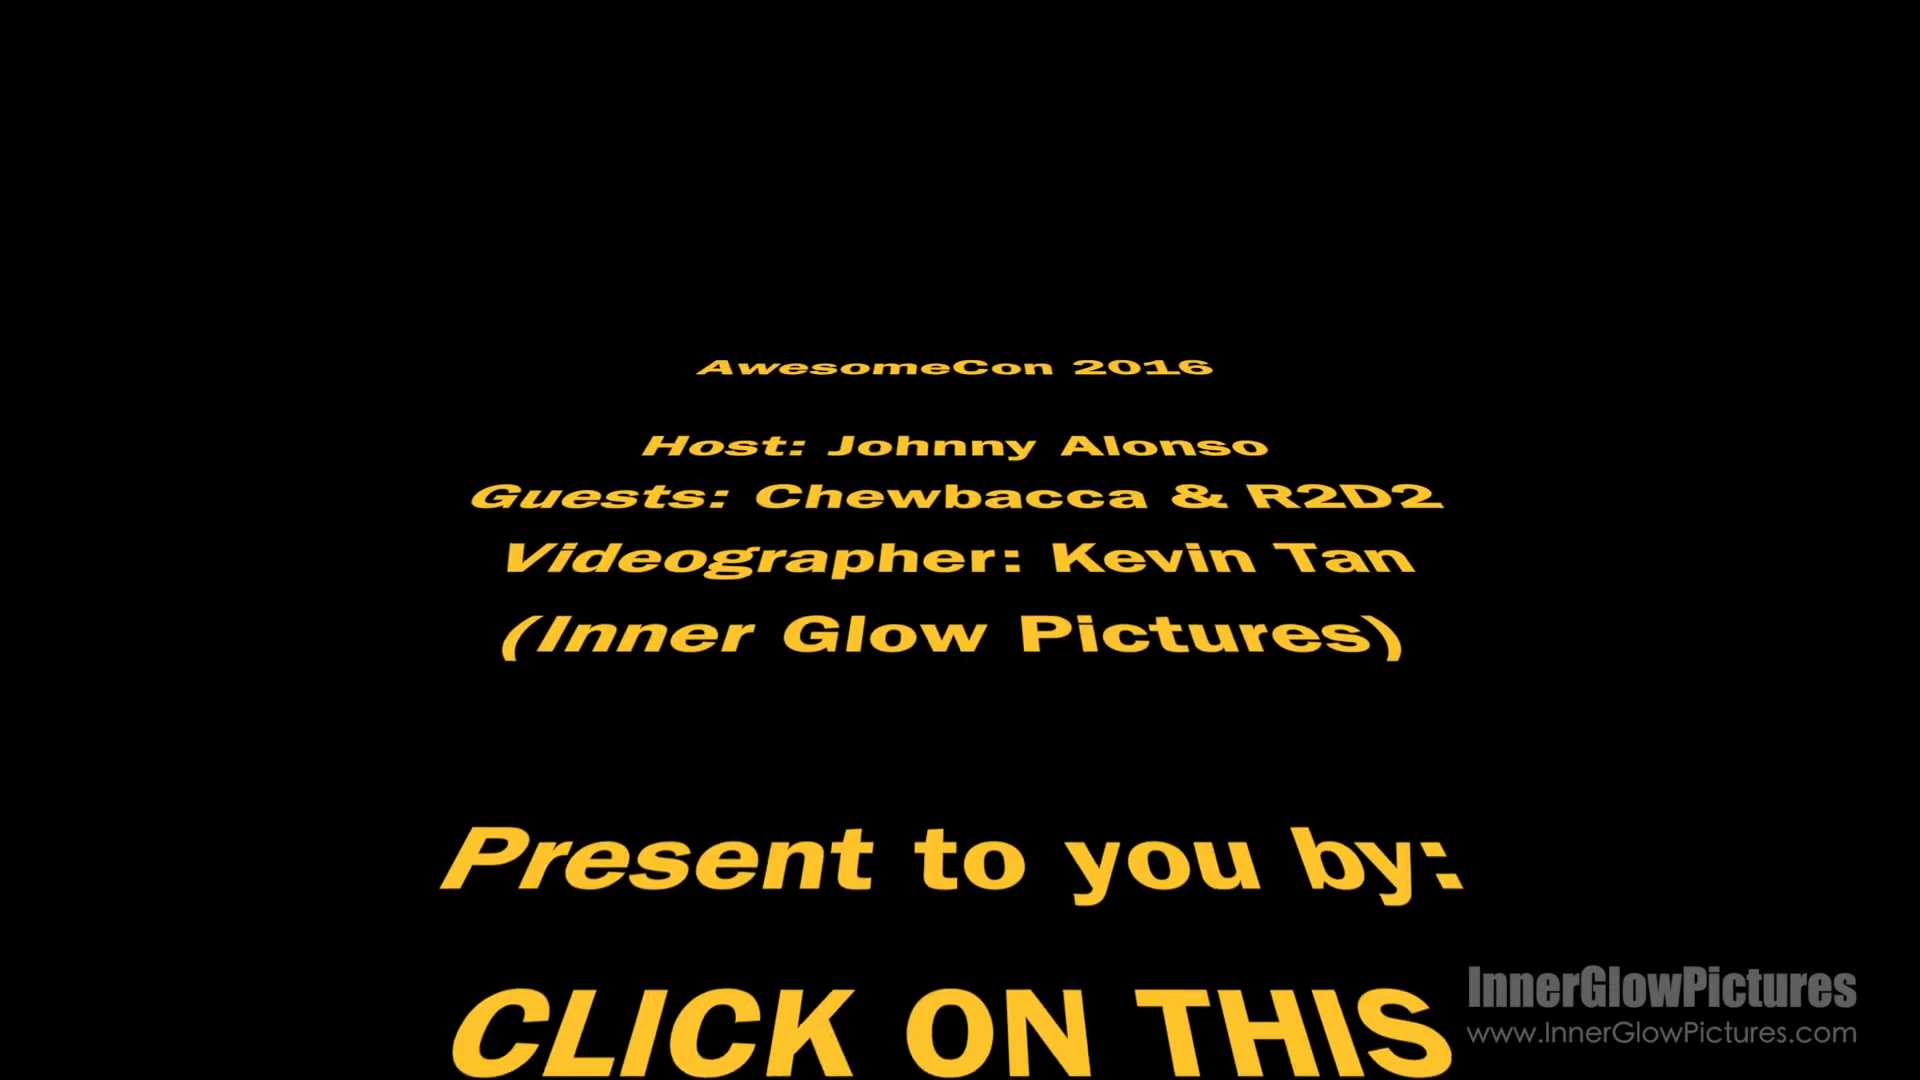 AwesomeCon 2016
Host: Johnny Alonso
Guests: Chewbacca & R2D2
Videographer: Kevin Tan
(Inner Glow Pictures)
Present to you by:
CLICK ON THIS
InnerGlowPictures
www.InnerGlowPictures.com